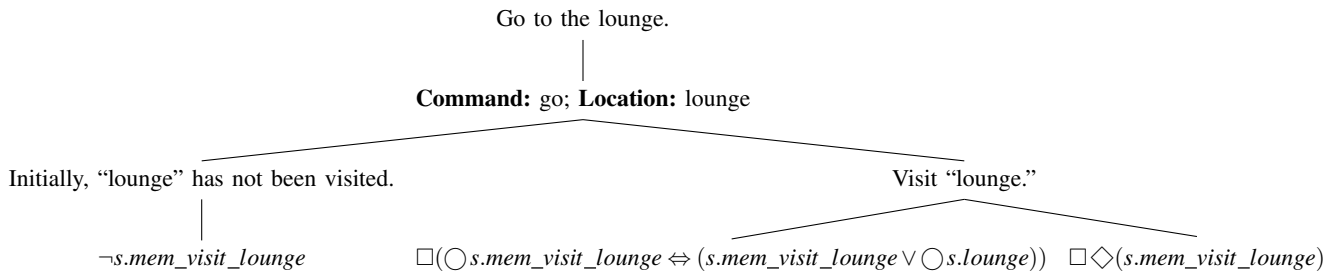 Go to the lounge.
Command: go; Location: lounge
Initially, “lounge” has not been visited.
Visit “lounge.”
¬s.mem_visit_lounge
□(◯ s.mem_visit_lounge ⇔ (s.mem_visit_lounge ∨ ◯ s.lounge))
□ ◇(s.mem_visit_lounge)